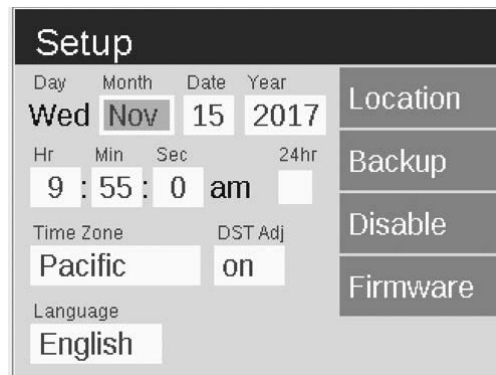 Setup
Day Month Date Year
Wed Nov 15 2017
Location
Hr Min Sec 24hr
9 : 55 : 0 am
Backup
Time Zone DST Adj
Pacific on
Disable
Language
English
Firmware